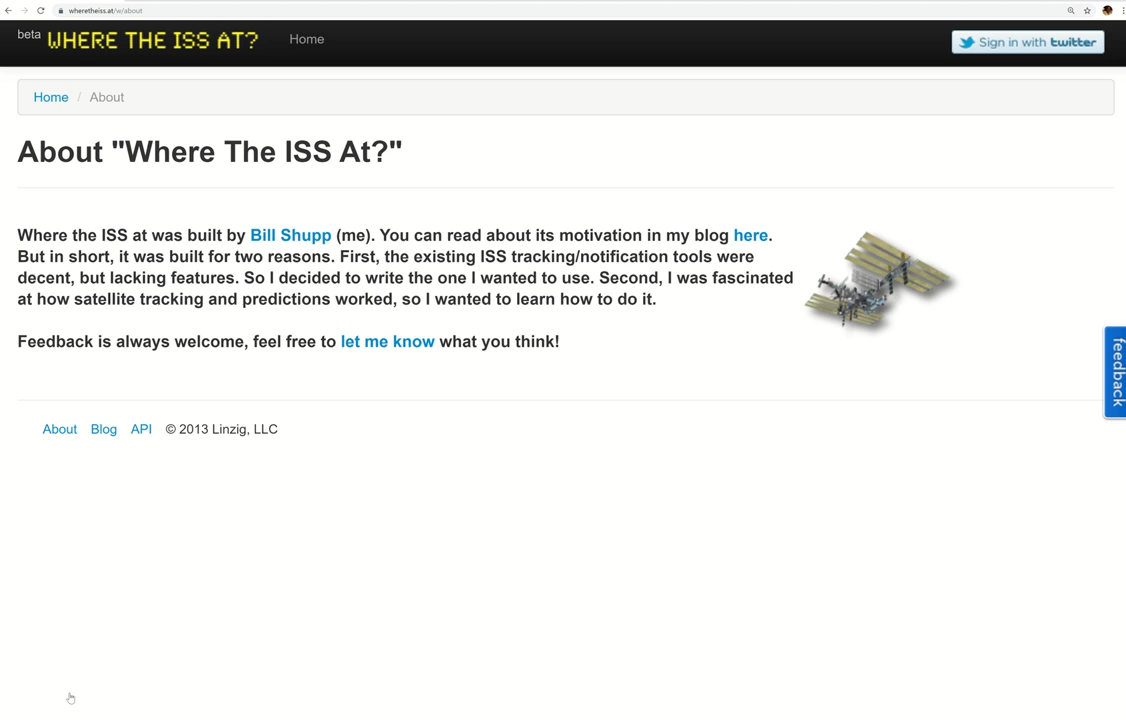 wheretheiss.at/w/about
beta WHERE THE ISS AT? Home
Sign in with twitter
Home / About
About "Where The ISS At?"
Where the ISS at was built by Bill Shupp (me). You can read about its motivation in my blog here.
But in short, it was built for two reasons. First, the existing ISS tracking/notification tools were
decent, but lacking features. So I decided to write the one I wanted to use. Second, I was fascinated
at how satellite tracking and predictions worked, so I wanted to learn how to do it.
Feedback is always welcome, feel free to let me know what you think!
feedback
About Blog API © 2013 Linzig, LLC